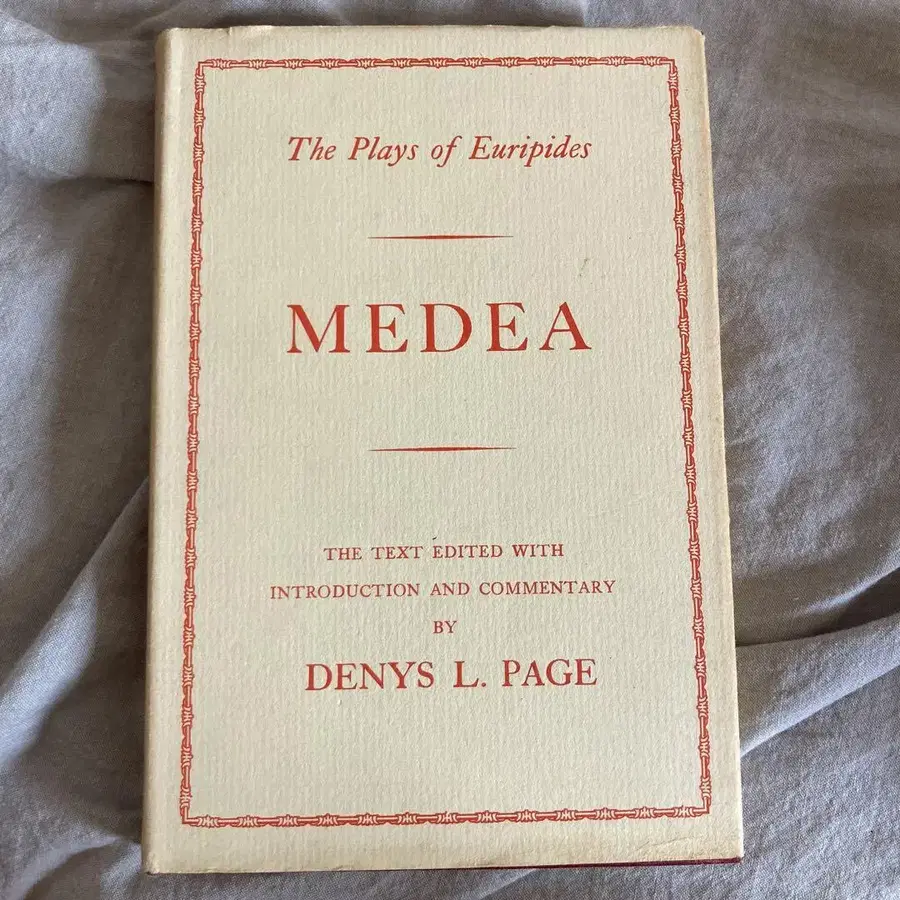 The Plays of Euripides
MEDEA
THE TEXT EDITED WITH
INTRODUCTION AND COMMENTARY
BY
DENYS L. PAGE